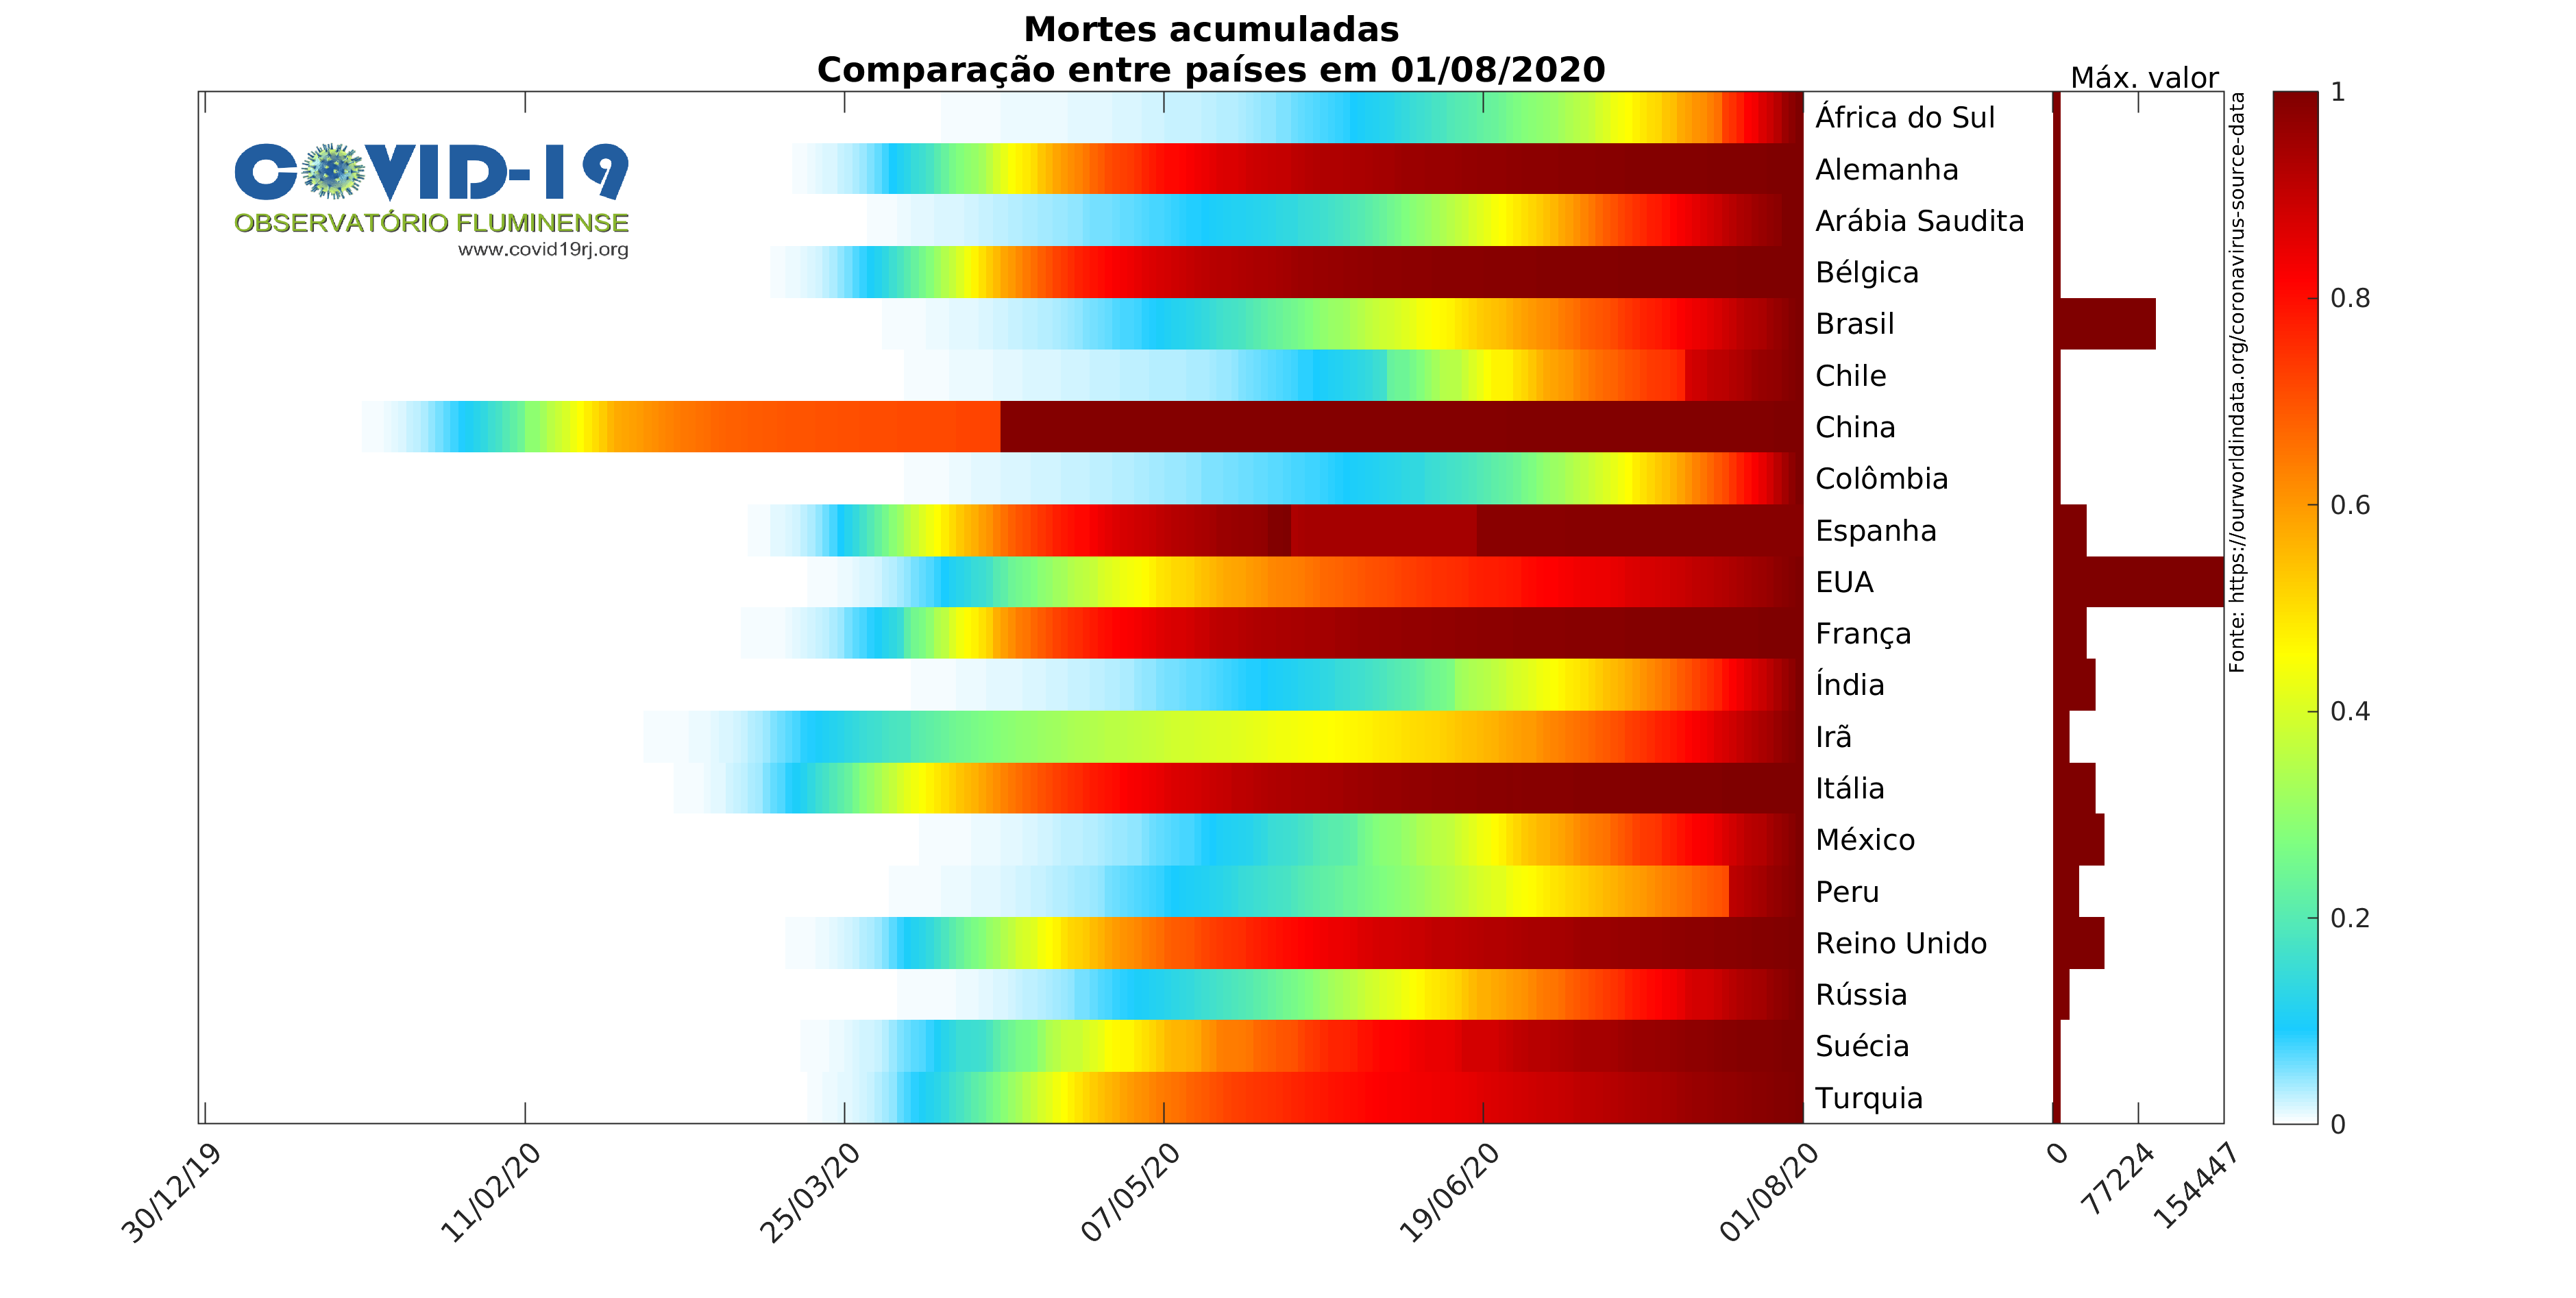 Mortes acumuladas
Comparação entre países em 01/08/2020
Máx. valor
COVID-19
OBSERVATÓRIO FLUMINENSE
www.covid19rj.org
África do Sul
Alemanha
Arábia Saudita
Bélgica
Brasil
Chile
China
Colômbia
Espanha
EUA
França
Índia
Irã
Itália
México
Peru
Reino Unido
Rússia
Suécia
Turquia
Fonte: https://ourworldindata.org/coronavirus-source-data
1
0.8
0.6
0.4
0.2
0
30/12/19
11/02/20
25/03/20
07/05/20
19/06/20
01/08/20
0
77224
154447